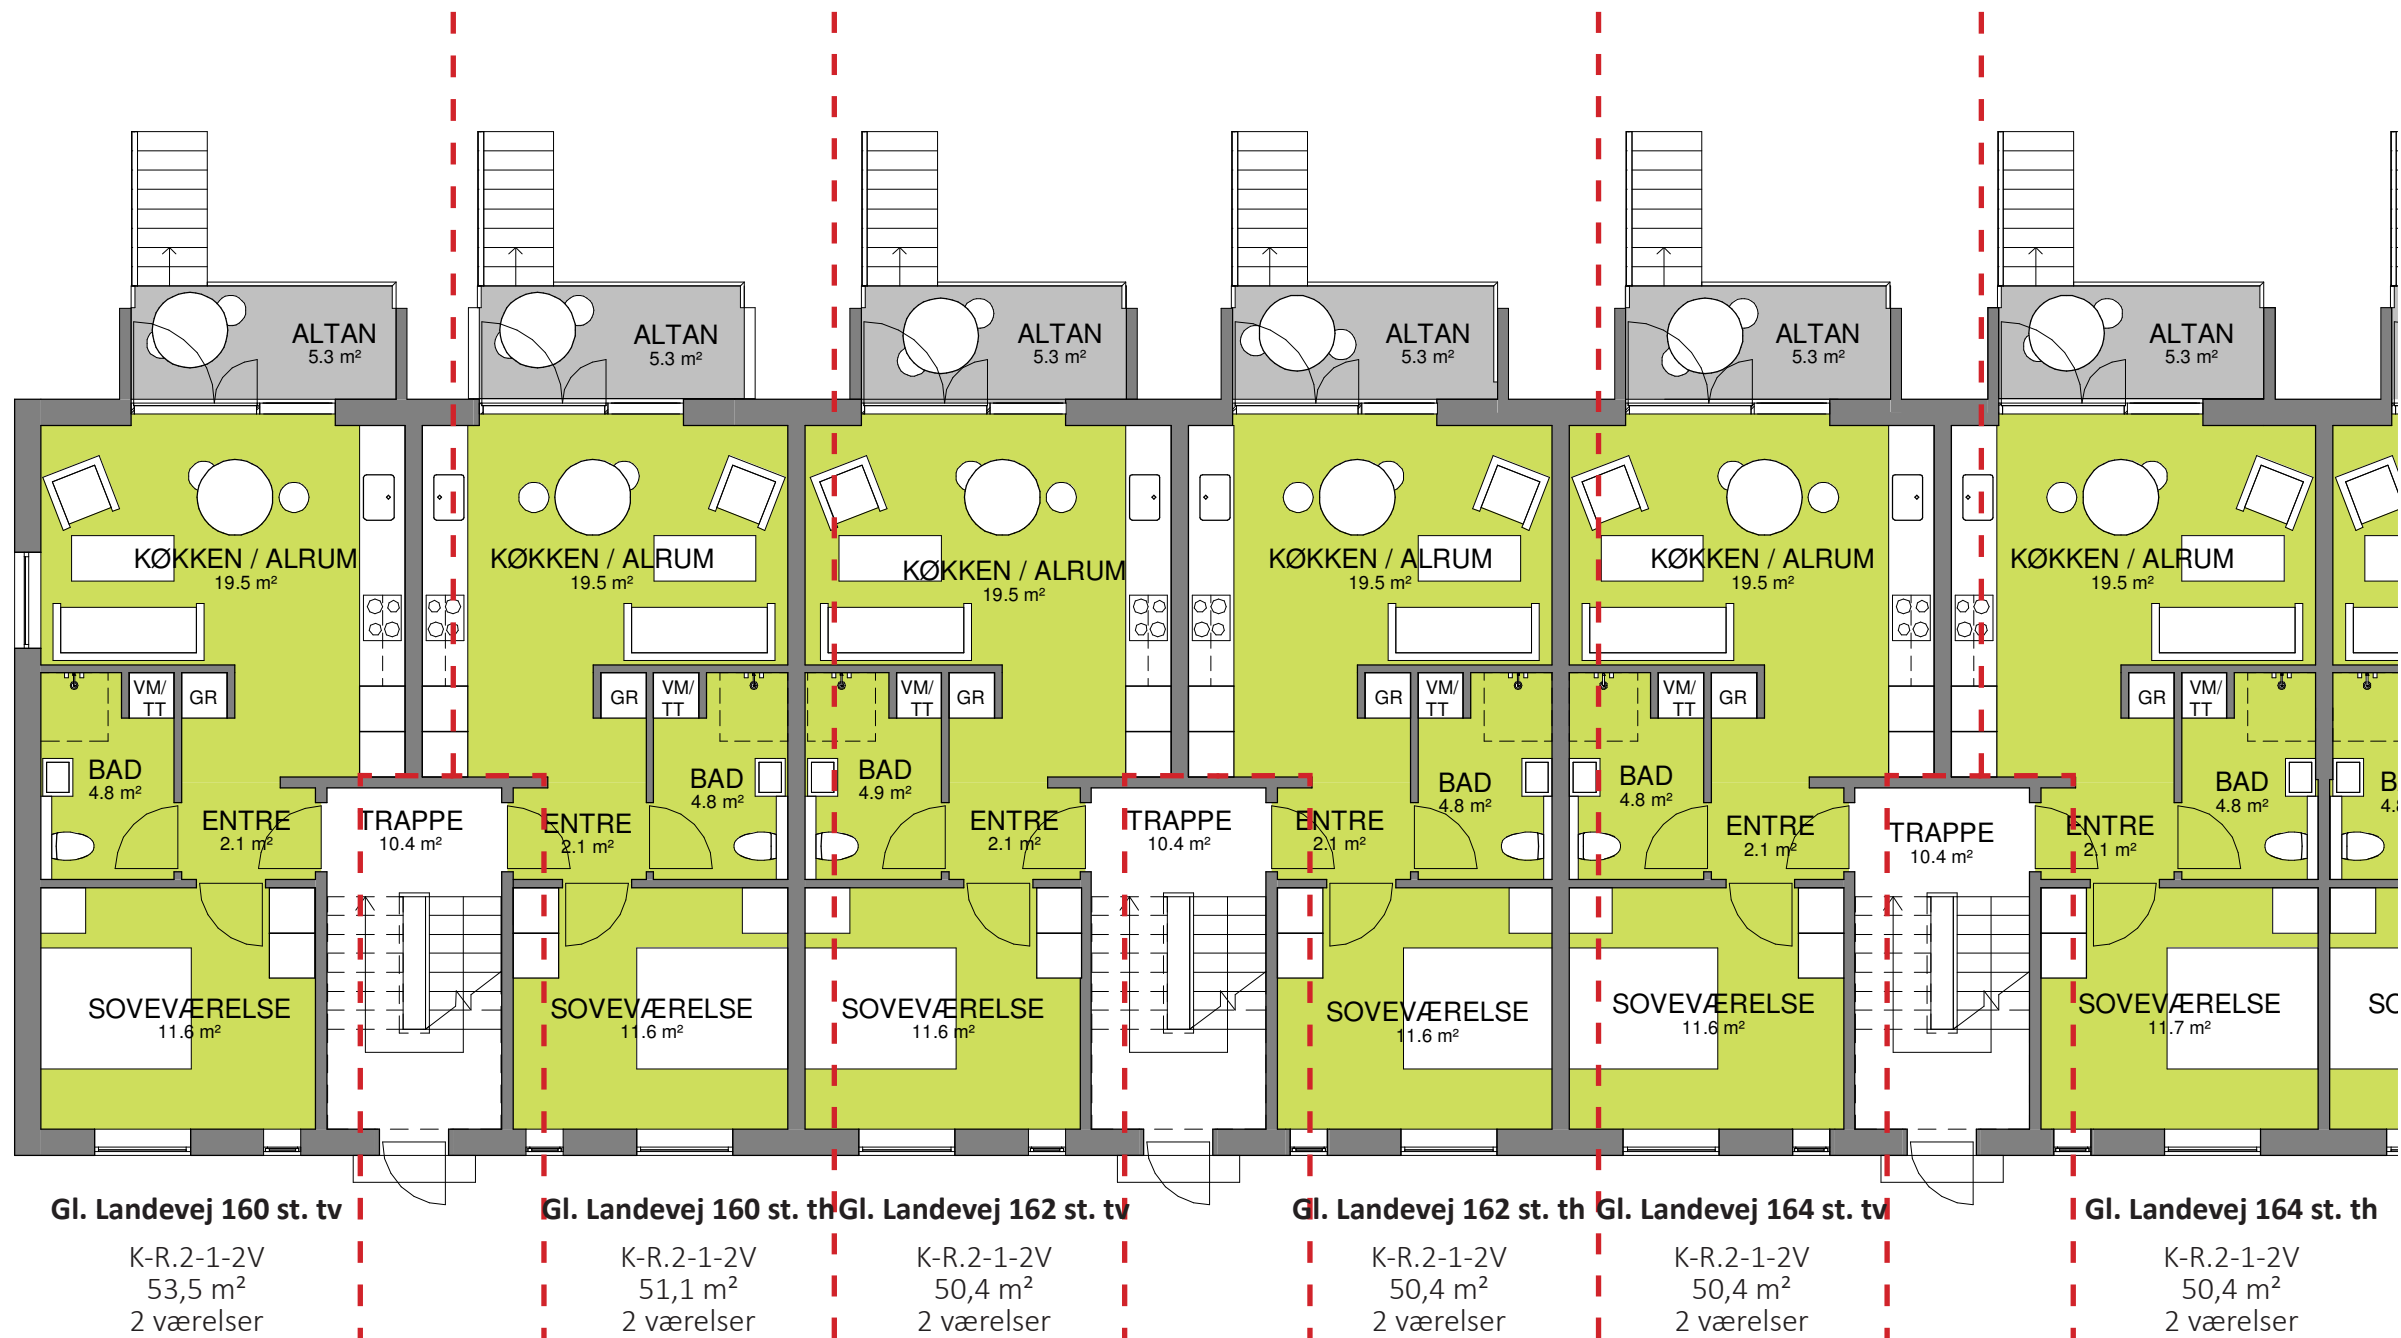 ALTAN
5.3 m²
ALTAN
5.3 m²
ALTAN
5.3 m²
ALTAN
5.3 m²
ALTAN
5.3 m²
ALTAN
5.3 m²
KØKKEN / ALRUM
19.5 m²
KØKKEN / ALRUM
19.5 m²
KØKKEN / ALRUM
19.5 m²
KØKKEN / ALRUM
19.5 m²
KØKKEN / ALRUM
19.5 m²
KØKKEN / ALRUM
19.5 m²
VM/
TT
GR
GR
VM/
TT
VM/
TT
GR
GR
VM/
TT
VM/
TT
GR
GR
VM/
TT
BAD
4.8 m²
ENTRE
2.1 m²
TRAPPE
10.4 m²
ENTRE
2.1 m²
BAD
4.8 m²
BAD
4.9 m²
ENTRE
2.1 m²
TRAPPE
10.4 m²
ENTRE
2.1 m²
BAD
4.8 m²
BAD
4.8 m²
ENTRE
2.1 m²
TRAPPE
10.4 m²
ENTRE
2.1 m²
BAD
4.8 m²
B
4.8
SOVEVÆRELSE
11.6 m²
SOVEVÆRELSE
11.6 m²
SOVEVÆRELSE
11.6 m²
SOVEVÆRELSE
11.6 m²
SOVEVÆRELSE
11.6 m²
SOVEVÆRELSE
11.7 m²
SO
Gl. Landevej 160 st. tv
K-R.2-1-2V
53,5 m²
2 værelser
Gl. Landevej 160 st. th
K-R.2-1-2V
51,1 m²
2 værelser
Gl. Landevej 162 st. tv
K-R.2-1-2V
50,4 m²
2 værelser
Gl. Landevej 162 st. th
K-R.2-1-2V
50,4 m²
2 værelser
Gl. Landevej 164 st. tv
K-R.2-1-2V
50,4 m²
2 værelser
Gl. Landevej 164 st. th
K-R.2-1-2V
50,4 m²
2 værelser